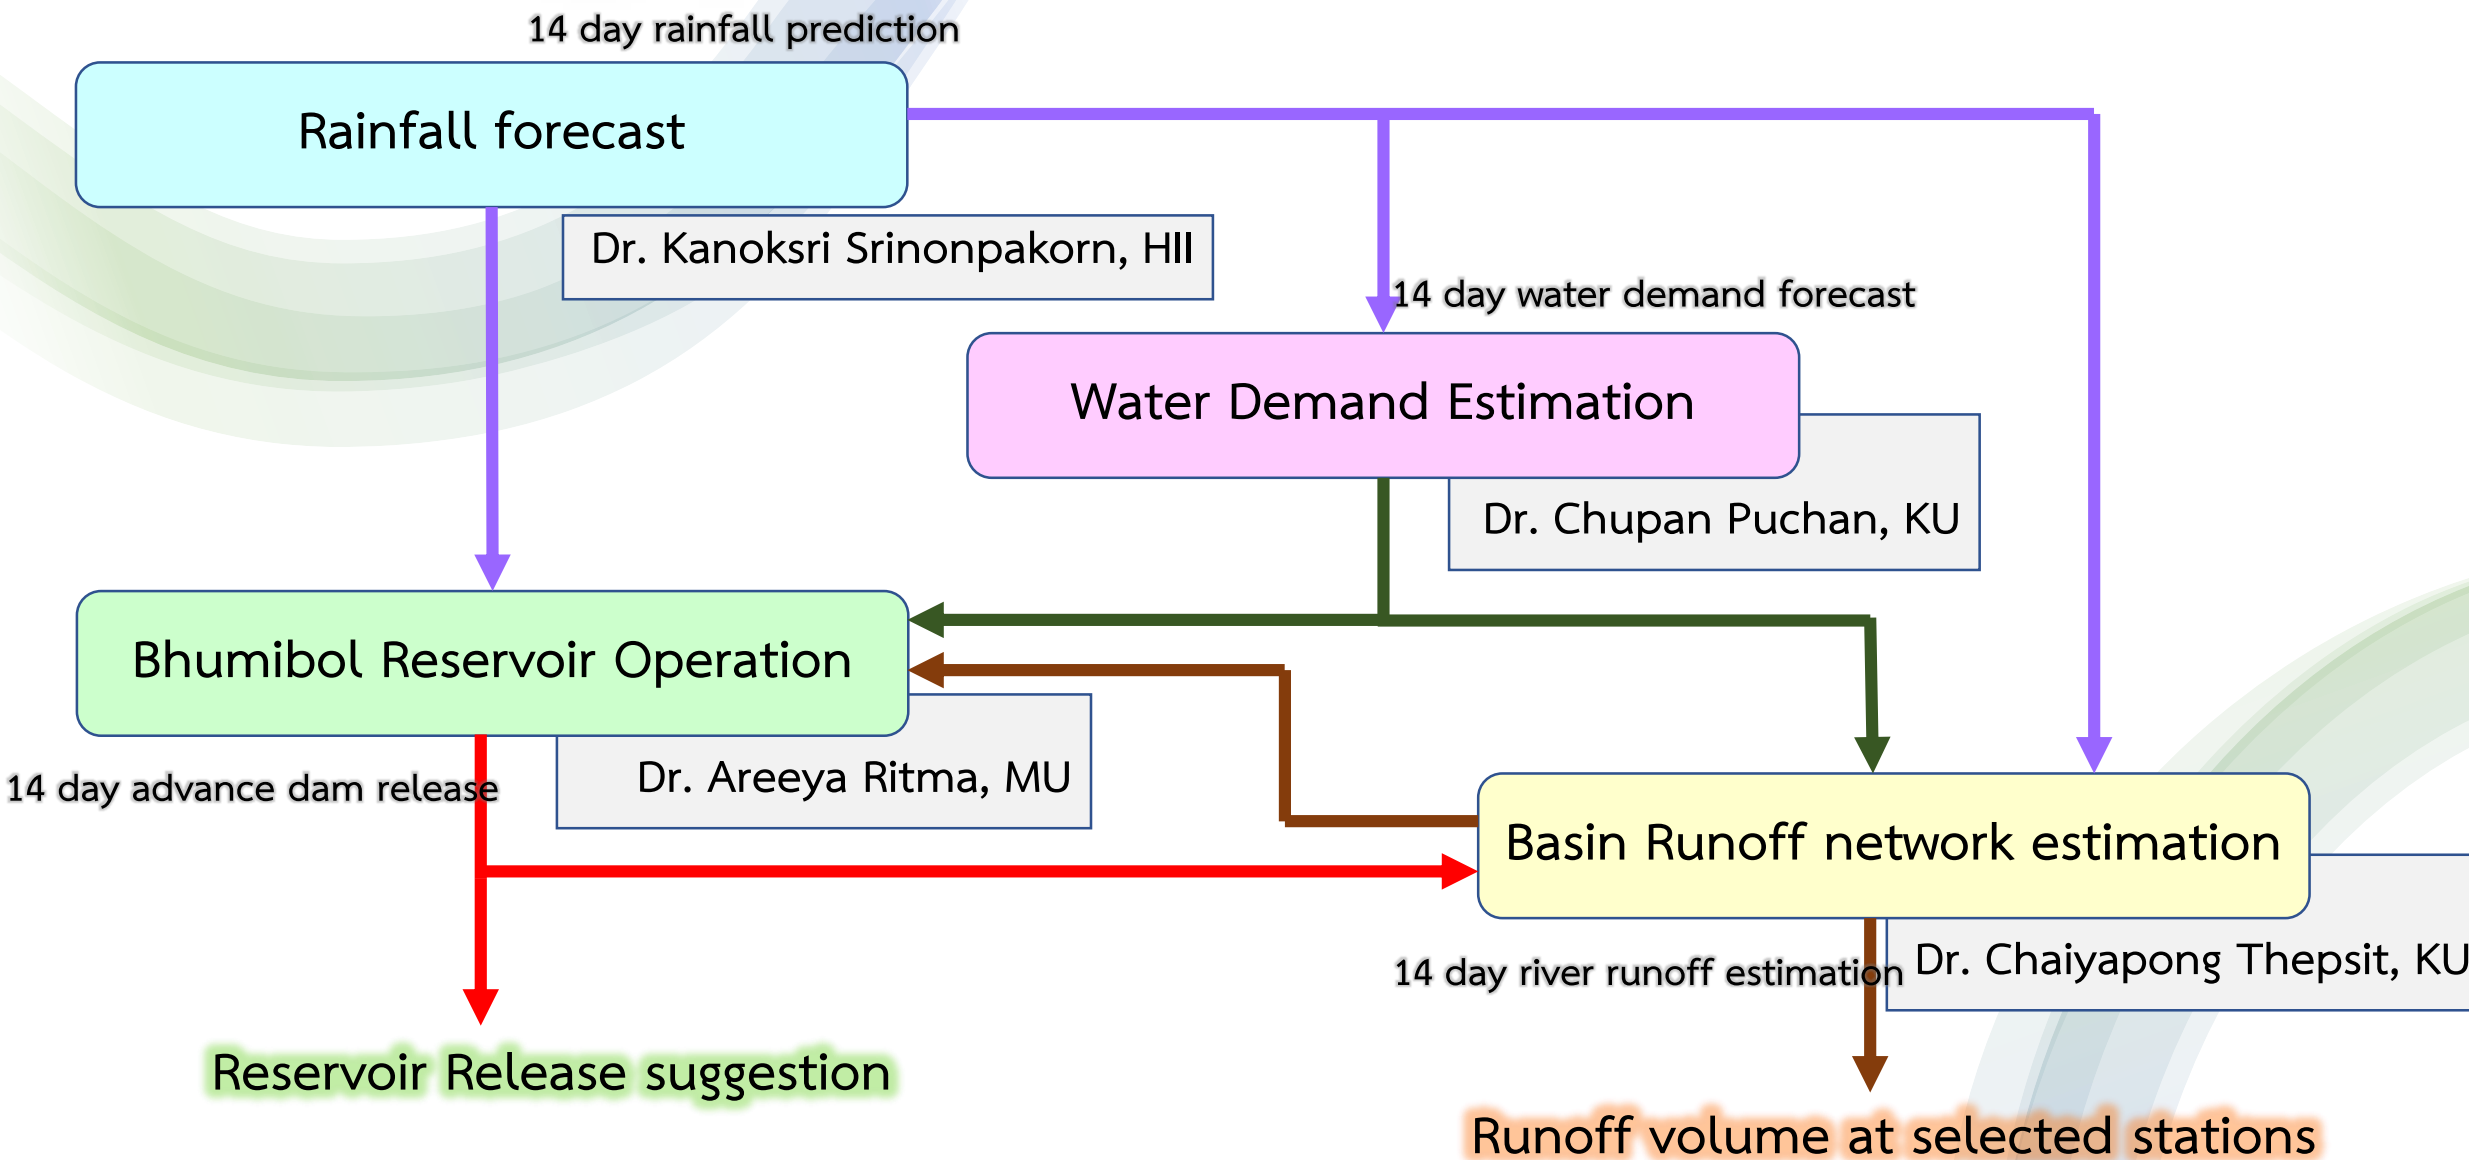 14 day rainfall prediction
Rainfall forecast
Dr. Kanoksri Srinonpakorn, HII
14 day water demand forecast
Water Demand Estimation
Dr. Chupan Puchan, KU
Bhumibol Reservoir Operation
Dr. Areeya Ritma, MU
14 day advance dam release
Basin Runoff network estimation
Dr. Chaiyapong Thepsit, KU
14 day river runoff estimation
Reservoir Release suggestion
Runoff volume at selected stations